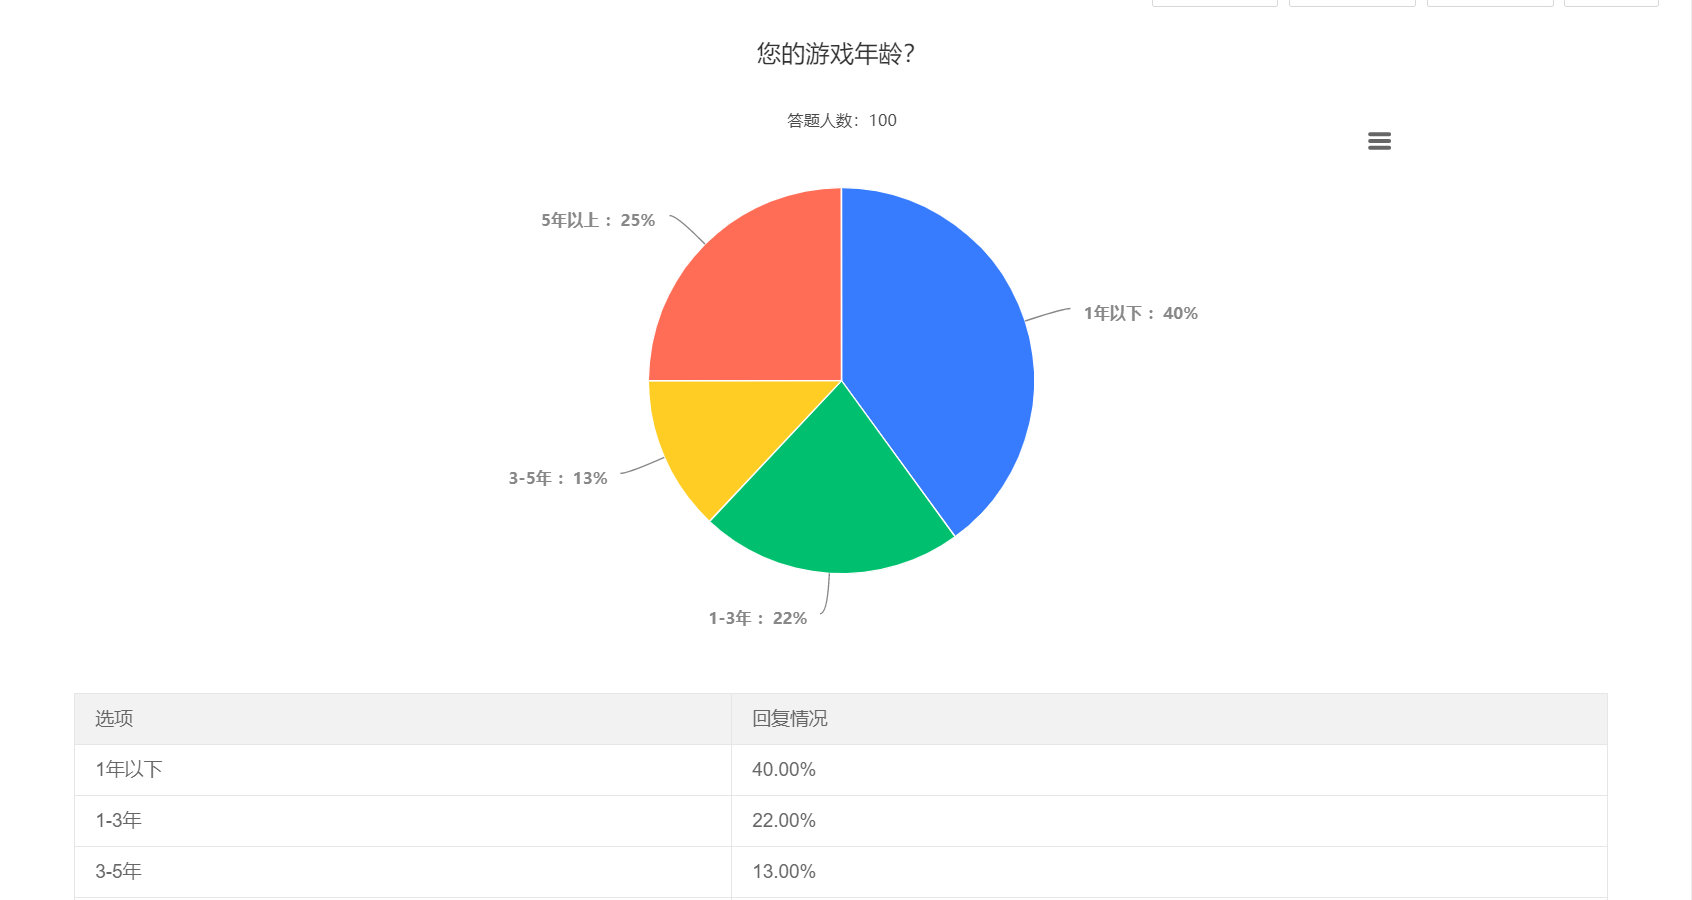 您的游戏年龄?
答题人数：100
5年以上： 25%
1年以下： 40%
3-5年： 13%
1-3年： 22%
选项 回复情况
1年以下 40.00%
1-3年 22.00%
3-5年 13.00%